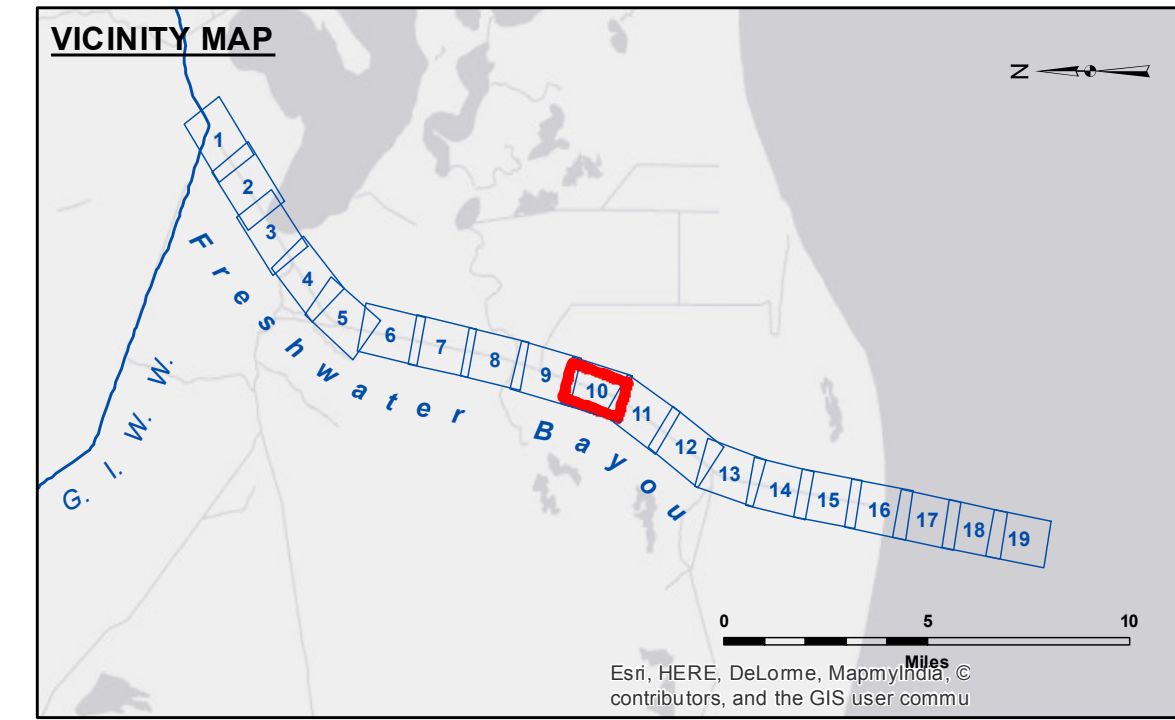 VICINITY MAP
N
1
2
3
4
5
6
7
8
9
10
11
12
13
14
15
16
17
18
19
Freshwater Bayou
G. I. W. W.
0 5 10
Miles
Esri, HERE, DeLorme, MapmyIndia, ©
contributors, and the GIS user commu